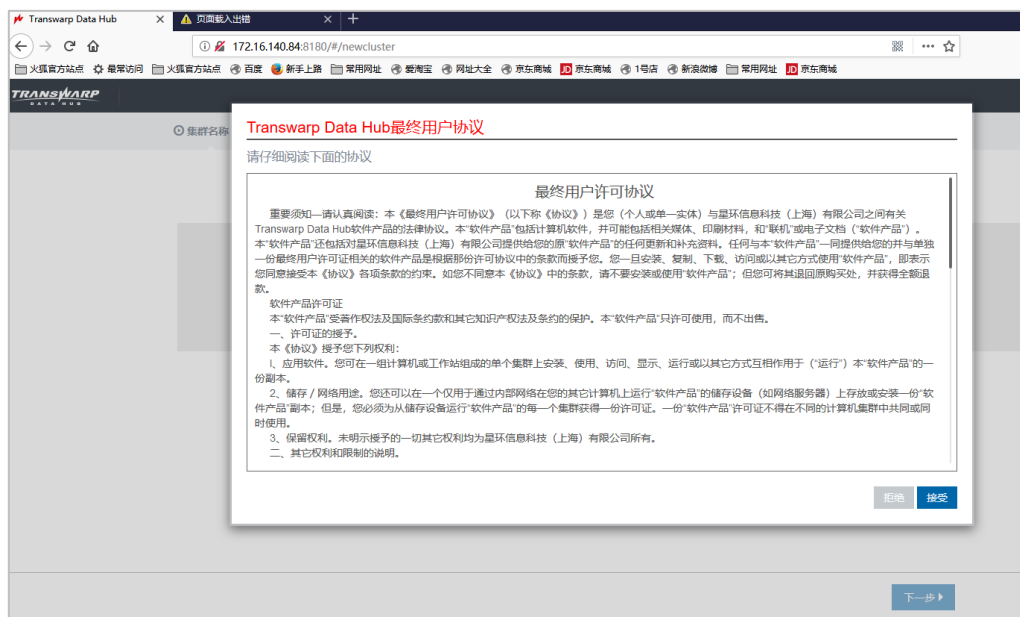 Transwarp Data Hub
页面载入出错
172.16.140.84:8180/#/newcluster
火狐官方站点 最常访问 火狐官方站点 百度 新手上路 常用网址 爱淘宝 网址大全 京东商城 京东商城 1号店 新浪微博 常用网址 京东商城
TRANSWARP
DATA HUB
集群名称
Transwarp Data Hub最终用户协议
请仔细阅读下面的协议
最终用户许可协议
重要须知—请认真阅读：本《最终用户许可协议》（以下称《协议》）是您（个人或单一实体）与星环信息科技（上海）有限公司之间有关
Transwarp Data Hub软件产品的法律协议。本“软件产品”包括计算机软件，并可能包括相关媒体、印刷材料，和“联机”或电子文档（“软件产品”）。
本“软件产品”还包括对星环信息科技（上海）有限公司提供给您的原“软件产品”的任何更新和补充资料。任何与本“软件产品”一同提供给您的并与单独
一份最终用户许可证相关的软件产品是根据那份许可协议中的条款而授予您。您一旦安装、复制、下载、访问或以其它方式使用“软件产品”，即表示
您同意接受本《协议》各项条款的约束。如您不同意本《协议》中的条款，请不要安装或使用“软件产品”；但您可将其退回原购买处，并获得全额退
款。
软件产品许可证
本“软件产品”受著作权法及国际条约条款和其它知识产权法及条约的保护。本“软件产品”只许可使用，而不出售。
一、许可证的授予。
本《协议》授予您下列权利：
l、应用软件。您可在一组计算机或工作站组成的单个集群上安装、使用、访问、显示、运行或以其它方式互相作用于（“运行”）本“软件产品”的一
份副本。
2、储存／网络用途。您还可以在一个仅用于通过内部网络在您的其它计算机上运行“软件产品”的储存设备（如网络服务器）上存放或安装一份“软
件产品”副本；但是，您必须为从储存设备运行“软件产品”的每一个集群获得一份许可证。一份“软件产品”许可证不得在不同的计算机集群中共同或同
时使用。
3、保留权利。未明示授予的一切其它权利均为星环信息科技（上海）有限公司所有。
二、其它权利和限制的说明。
拒绝
接受
下一步